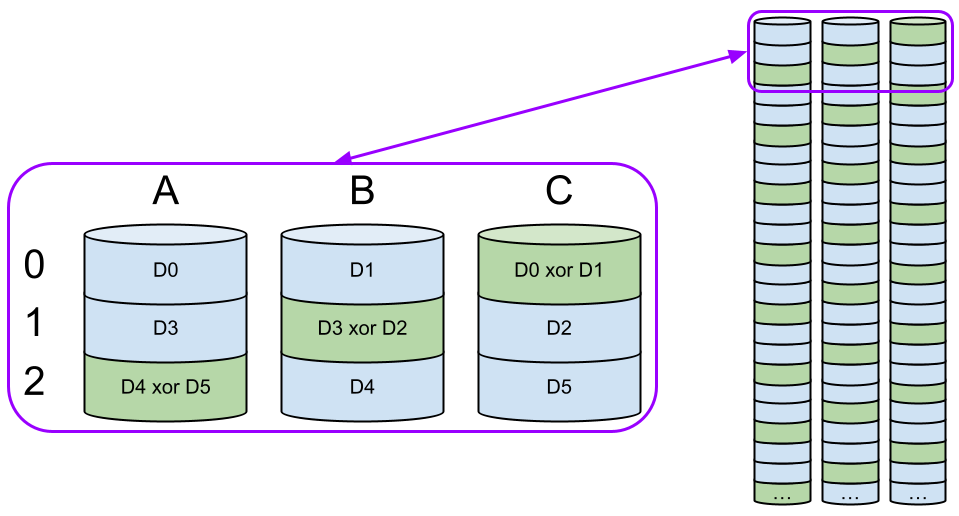 A B C
0 D0 D1 D0 xor D1
1 D3 D3 xor D2 D2
2 D4 xor D5 D4 D5
... ... ...